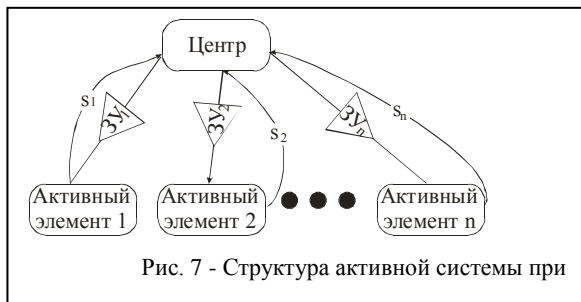 Центр
s1
ЗУ1
ЗУ2
s2
ЗУn
sn
Активный
элемент 1
Активный
элемент 2
Активный
элемент n
Рис. 7 - Структура активной системы при